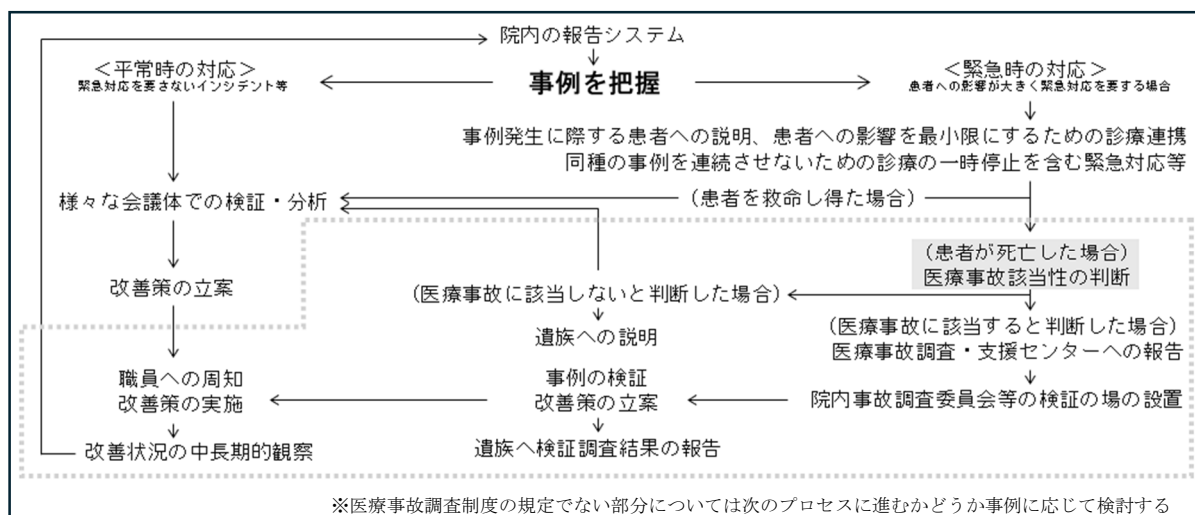 院内の報告システム
事例を把握
＜平常時の対応＞
緊急対応を要さないインシデント等
＜緊急時の対応＞
患者への影響が大きく緊急対応を要する場合
事例発生に際する患者への説明、患者への影響を最小限にするための診療連携
同種の事例を連続させないための診療の一時停止を含む緊急対応等
様々な会議体での検証・分析
（患者を救命し得た場合）
（患者が死亡した場合）
医療事故該当性の判断
改善策の立案
（医療事故に該当しないと判断した場合）
遺族への説明
（医療事故に該当すると判断した場合）
医療事故調査・支援センターへの報告
職員への周知
改善策の実施
事例の検証
改善策の立案
院内事故調査委員会等の検証の場の設置
改善状況の中長期的観察
遺族へ検証調査結果の報告
※医療事故調査制度の規定でない部分については次のプロセスに進むかどうか事例に応じて検討する